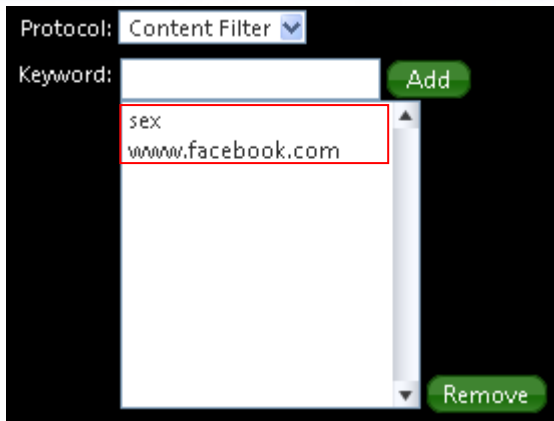 Protocol: Content Filter
Keyword: Add
sex
www.facebook.com
Remove